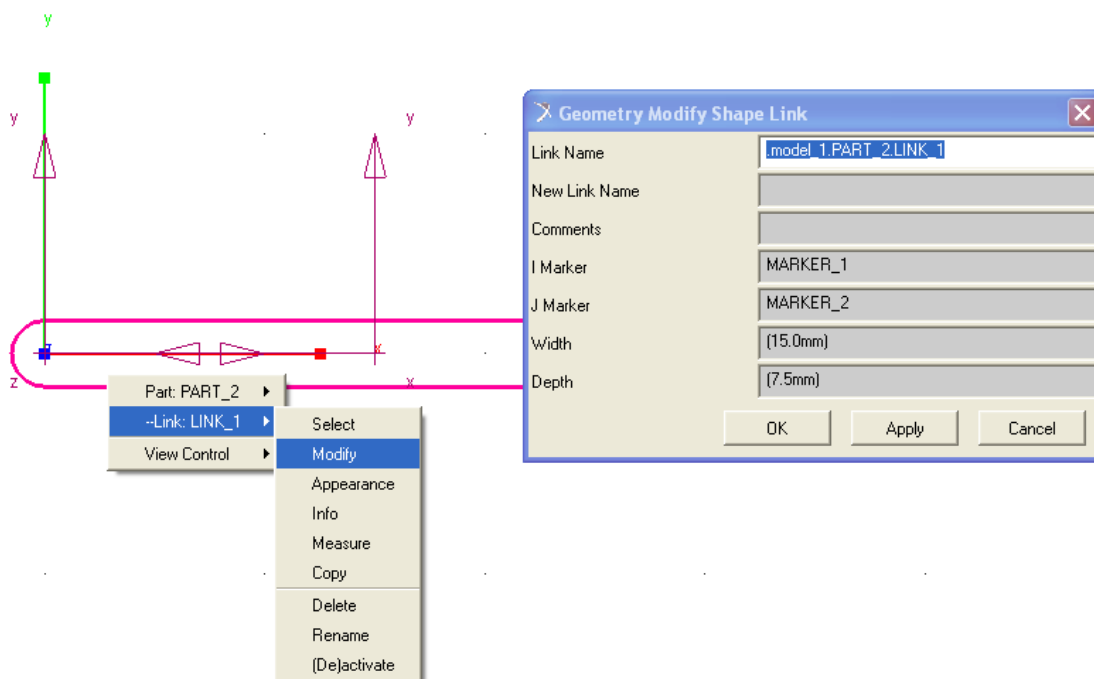 y
y
y
x
z
z
x
Geometry Modify Shape Link
Link Name .model_1.PART_2.LINK_1
New Link Name
Comments
I Marker MARKER_1
J Marker MARKER_2
Width (15.0mm)
Depth (7.5mm)
OK Apply Cancel
Part: PART_2
--Link: LINK_1
View Control
Select
Modify
Appearance
Info
Measure
Copy
Delete
Rename
(De)activate